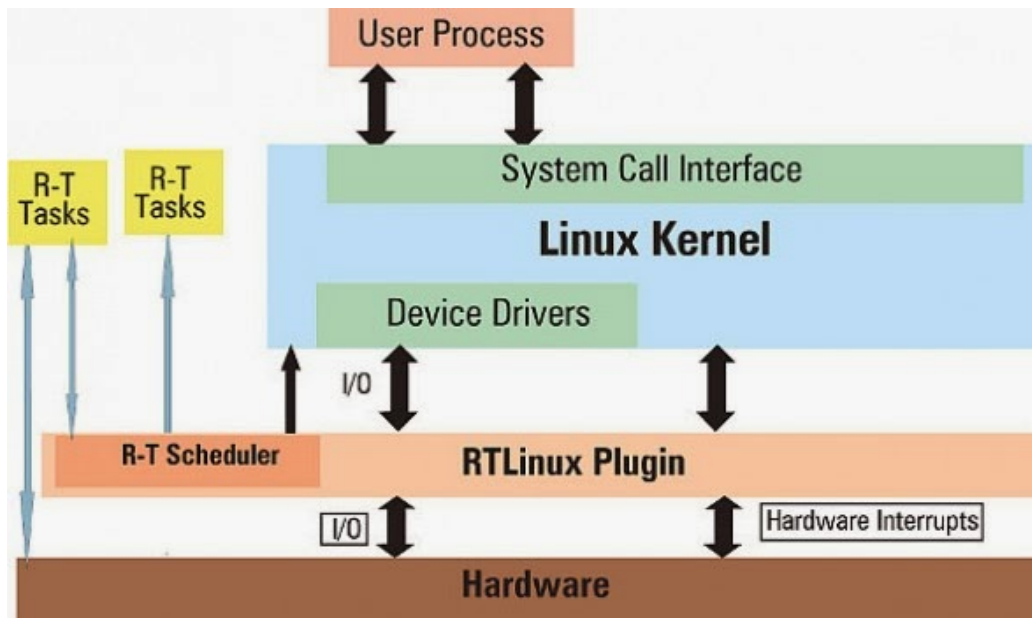 User Process
System Call Interface
R-T
Tasks
R-T
Tasks
Linux Kernel
Device Drivers
I/O
R-T Scheduler
RTLinux Plugin
I/O
Hardware Interrupts
Hardware